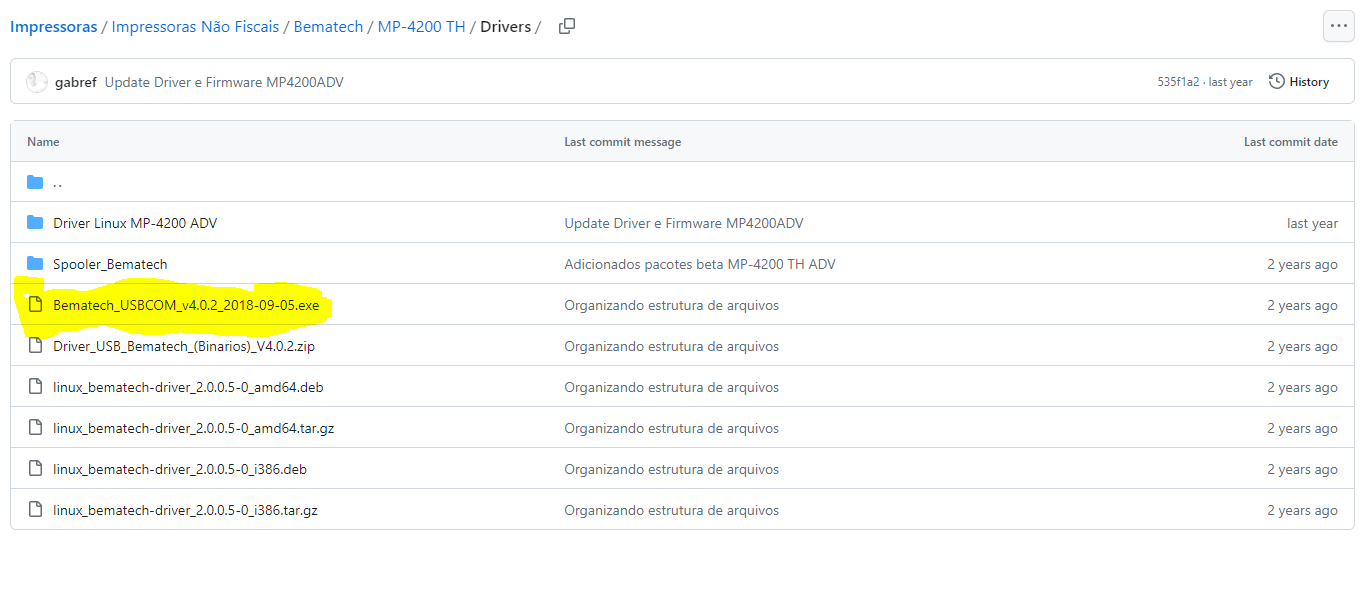 Impressoras / Impressoras Não Fiscais / Bematech / MP-4200 TH / Drivers /
gabref Update Driver e Firmware MP4200ADV 535f1a2 · last year History
Name Last commit message Last commit date
..
Driver Linux MP-4200 ADV Update Driver e Firmware MP4200ADV last year
Spooler_Bematech Adicionados pacotes beta MP-4200 TH ADV 2 years ago
Bematech_USBCOM_v4.0.2_2018-09-05.exe Organizando estrutura de arquivos 2 years ago
Driver_USB_Bematech_(Binarios)_V4.0.2.zip Organizando estrutura de arquivos 2 years ago
linux_bematech-driver_2.0.0.5-0_amd64.deb Organizando estrutura de arquivos 2 years ago
linux_bematech-driver_2.0.0.5-0_amd64.tar.gz Organizando estrutura de arquivos 2 years ago
linux_bematech-driver_2.0.0.5-0_i386.deb Organizando estrutura de arquivos 2 years ago
linux_bematech-driver_2.0.0.5-0_i386.tar.gz Organizando estrutura de arquivos 2 years ago